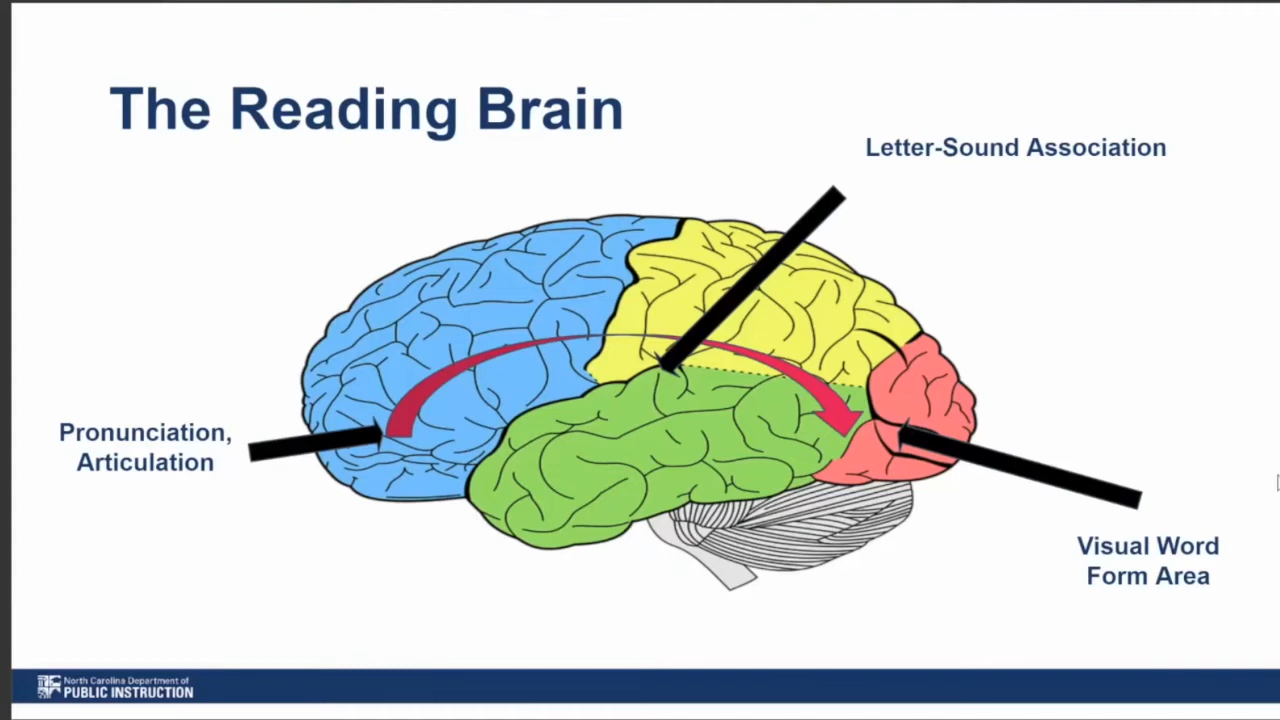 The Reading Brain
Letter-Sound Association
Pronunciation,
Articulation
Visual Word
Form Area
North Carolina Department of
PUBLIC INSTRUCTION